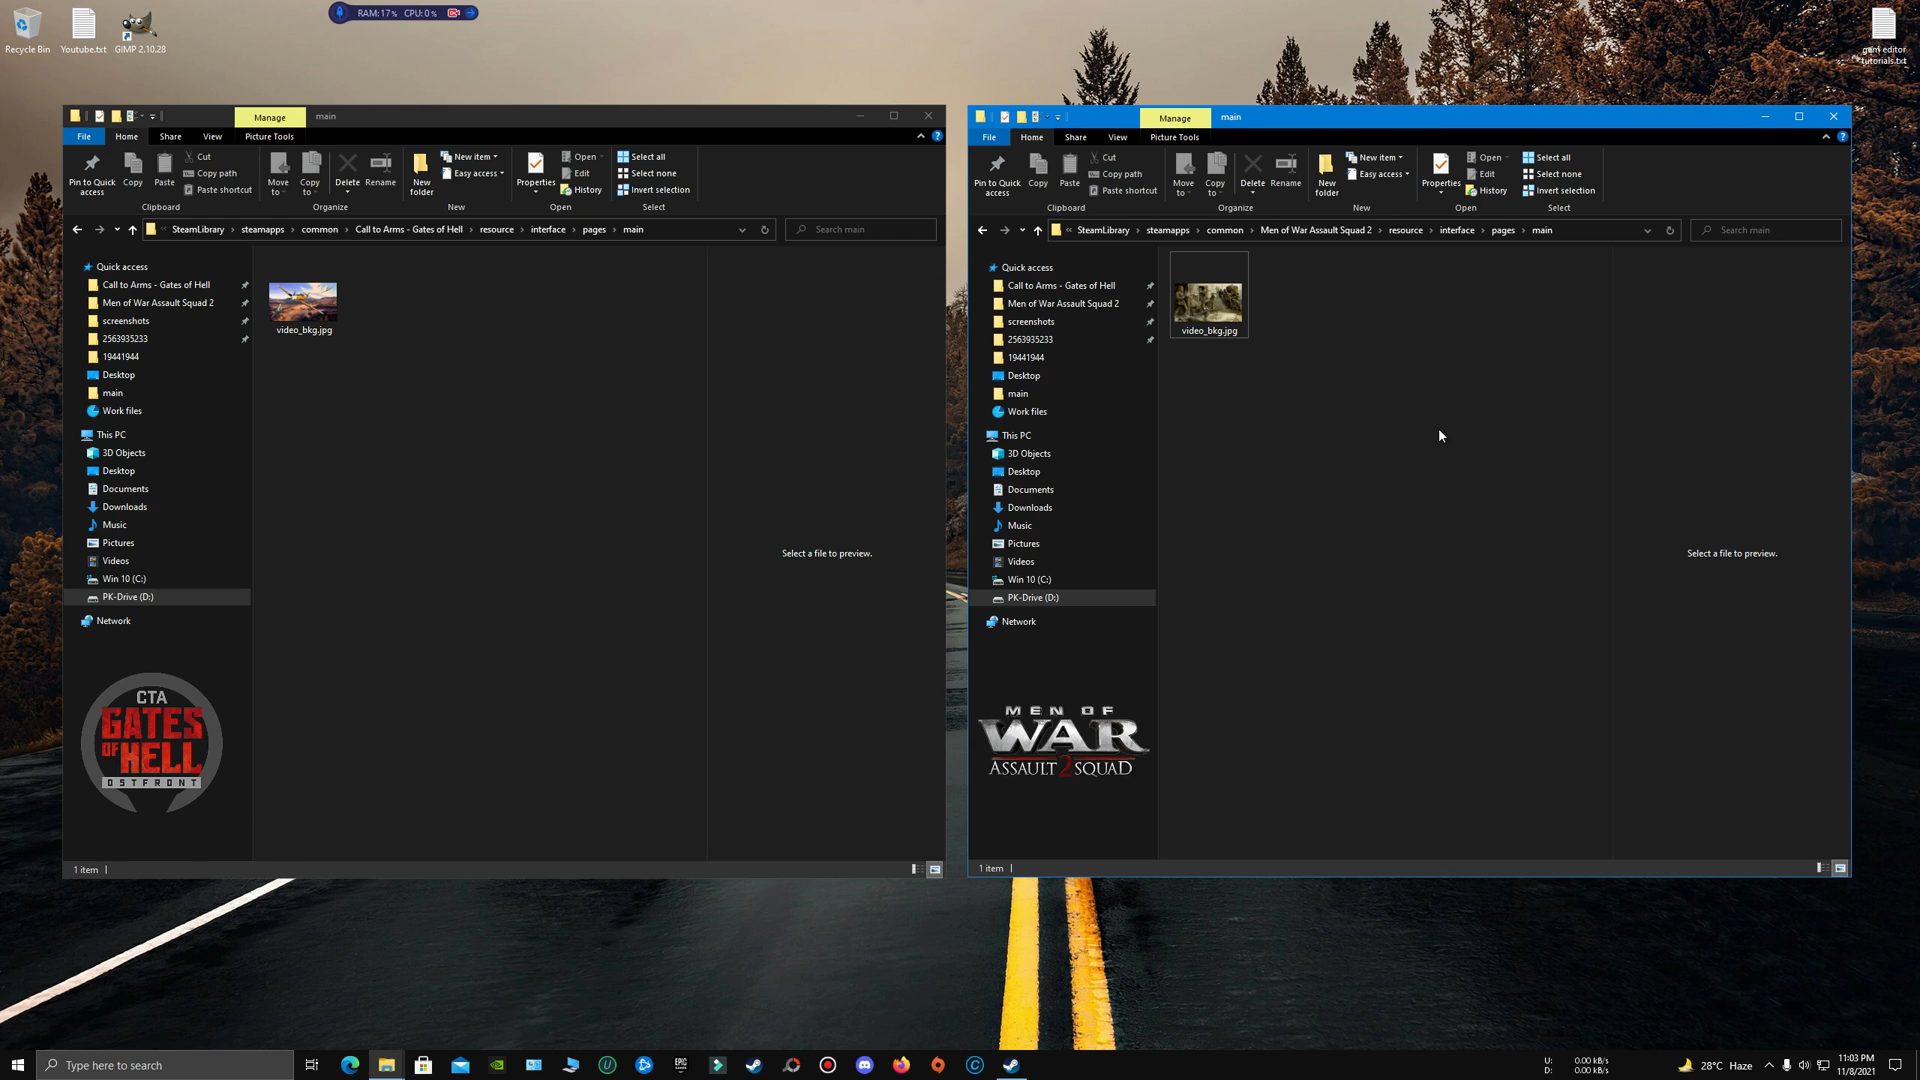 RAM:17% CPU:0%
Recycle Bin
Youtube.txt
GIMP 2.10.28
gem editor
tutorials.txt
Manage
main
File
Home
Share
View
Picture Tools
Pin to Quick
access
Copy
Paste
Cut
Copy path
Paste shortcut
Clipboard
Move
to
Copy
to
Delete
Rename
Organize
New
folder
New item
Easy access
New
Properties
Open
Edit
History
Open
Select all
Select none
Invert selection
Select
SteamLibrary
steamapps
common
Call to Arms - Gates of Hell
resource
interface
pages
main
Search main
Quick access
Call to Arms - Gates of Hell
Men of War Assault Squad 2
screenshots
2563935233
19441944
Desktop
main
Work files
This PC
3D Objects
Desktop
Documents
Downloads
Music
Pictures
Videos
Win 10 (C:)
PK-Drive (D:)
Network
video_bkg.jpg
Select a file to preview.
CTA
GATES
OF HELL
OSTFRONT
1 item
Manage
main
File
Home
Share
View
Picture Tools
Pin to Quick
access
Copy
Paste
Cut
Copy path
Paste shortcut
Clipboard
Move
to
Copy
to
Delete
Rename
Organize
New
folder
New item
Easy access
New
Properties
Open
Edit
History
Open
Select all
Select none
Invert selection
Select
SteamLibrary
steamapps
common
Men of War Assault Squad 2
resource
interface
pages
main
Search main
Quick access
Call to Arms - Gates of Hell
Men of War Assault Squad 2
screenshots
2563935233
19441944
Desktop
main
Work files
This PC
3D Objects
Desktop
Documents
Downloads
Music
Pictures
Videos
Win 10 (C:)
PK-Drive (D:)
Network
video_bkg.jpg
Select a file to preview.
MEN OF
WAR
ASSAULT 2 SQUAD
1 item
Type here to search
EPIC
GAMES
U: 0.00 kB/s
D: 0.00 kB/s
28°C Haze
11:03 PM
11/8/2021